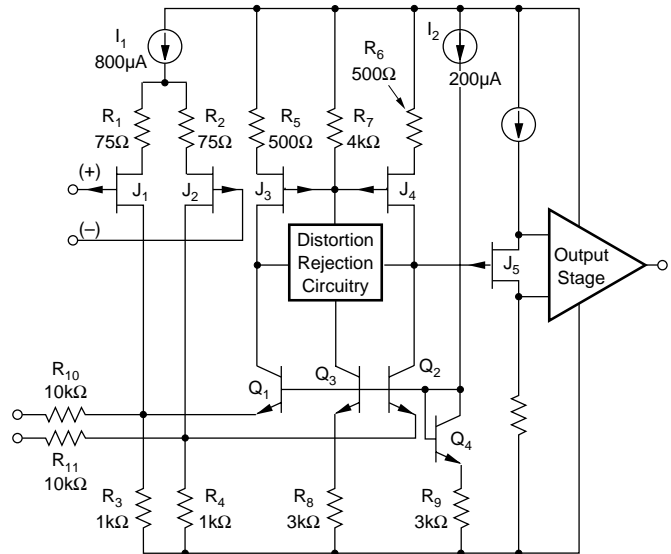 I1
800µA
I2
200µA
R6
500Ω
R1
75Ω
R2
75Ω
R5
500Ω
R7
4kΩ
(+)
J1
J2
J3
J4
(–)
Distortion
Rejection
Circuitry
J5
Output
Stage
R10
10kΩ
Q1
Q3
Q2
Q4
R11
10kΩ
R3
1kΩ
R4
1kΩ
R8
3kΩ
R9
3kΩ